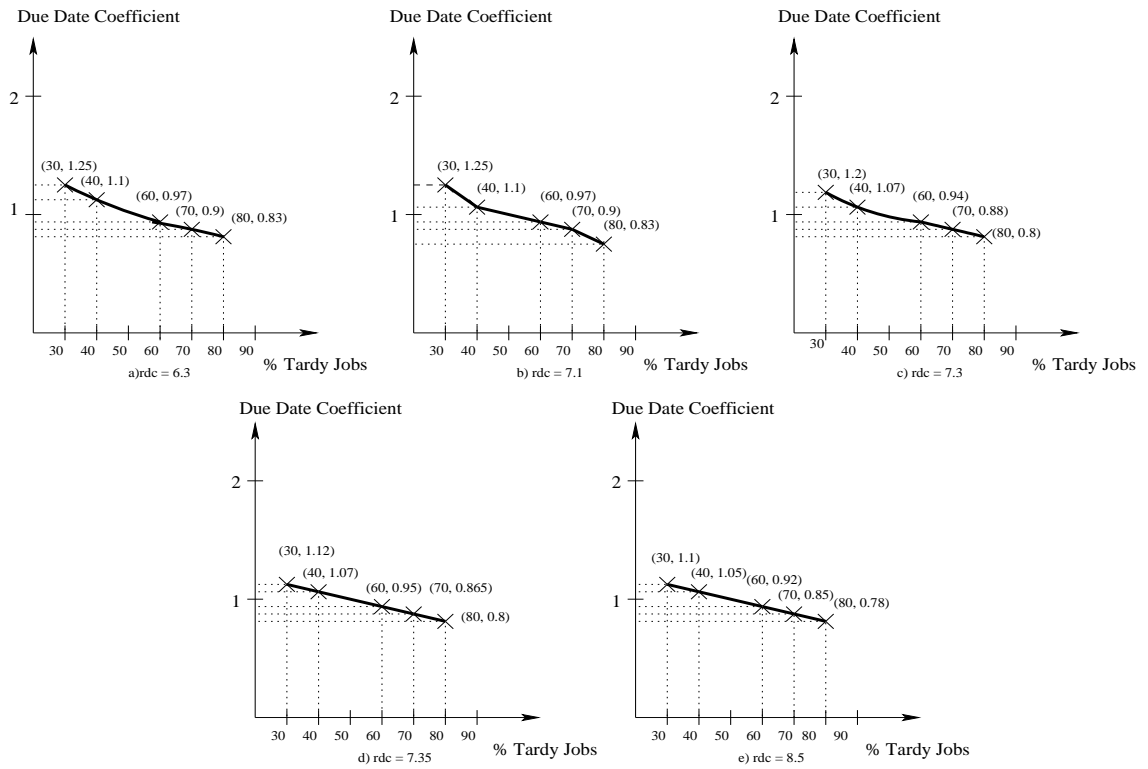 Due Date Coefficient
2
1
(30, 1.25)
(40, 1.1)
(60, 0.97)
(70, 0.9)
(80, 0.83)
30 40 50 60 70 80 90
% Tardy Jobs
a)rdc = 6.3
Due Date Coefficient
2
1
(30, 1.25)
(40, 1.1)
(60, 0.97)
(70, 0.9)
(80, 0.83)
30 40 50 60 70 80 90
% Tardy Jobs
b) rdc = 7.1
Due Date Coefficient
2
1
(30, 1.2)
(40, 1.07)
(60, 0.94)
(70, 0.88)
(80, 0.8)
30 40 50 60 70 80 90
% Tardy Jobs
c) rdc = 7.3
Due Date Coefficient
2
1
(30, 1.12)
(40, 1.07)
(60, 0.95)
(70, 0.865)
(80, 0.8)
30 40 50 60 70 80 90
% Tardy Jobs
d) rdc = 7.35
Due Date Coefficient
2
1
(30, 1.1)
(40, 1.05)
(60, 0.92)
(70, 0.85)
(80, 0.78)
30 40 50 60 70 80 90
% Tardy Jobs
e) rdc = 8.5